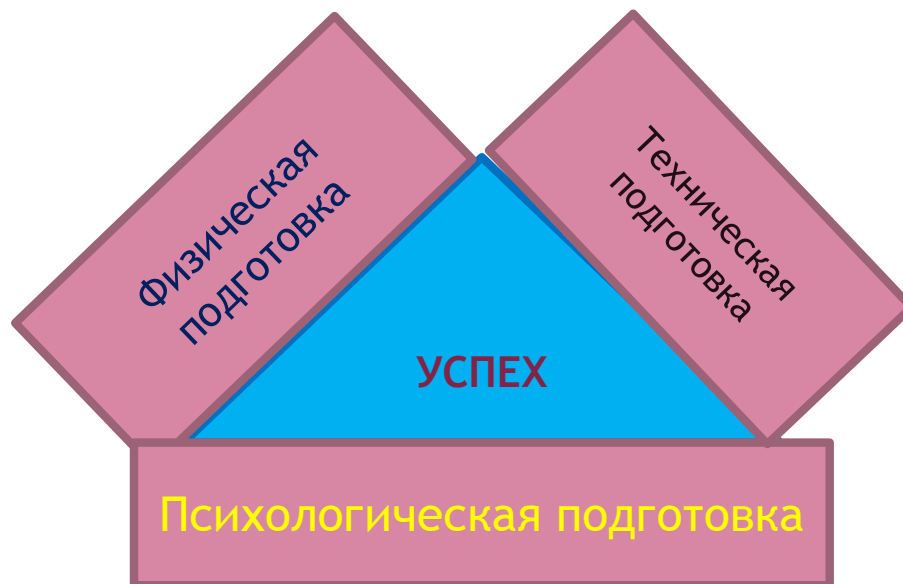 Физическая
подготовка
Техническая
подготовка
УСПЕХ
Психологическая подготовка